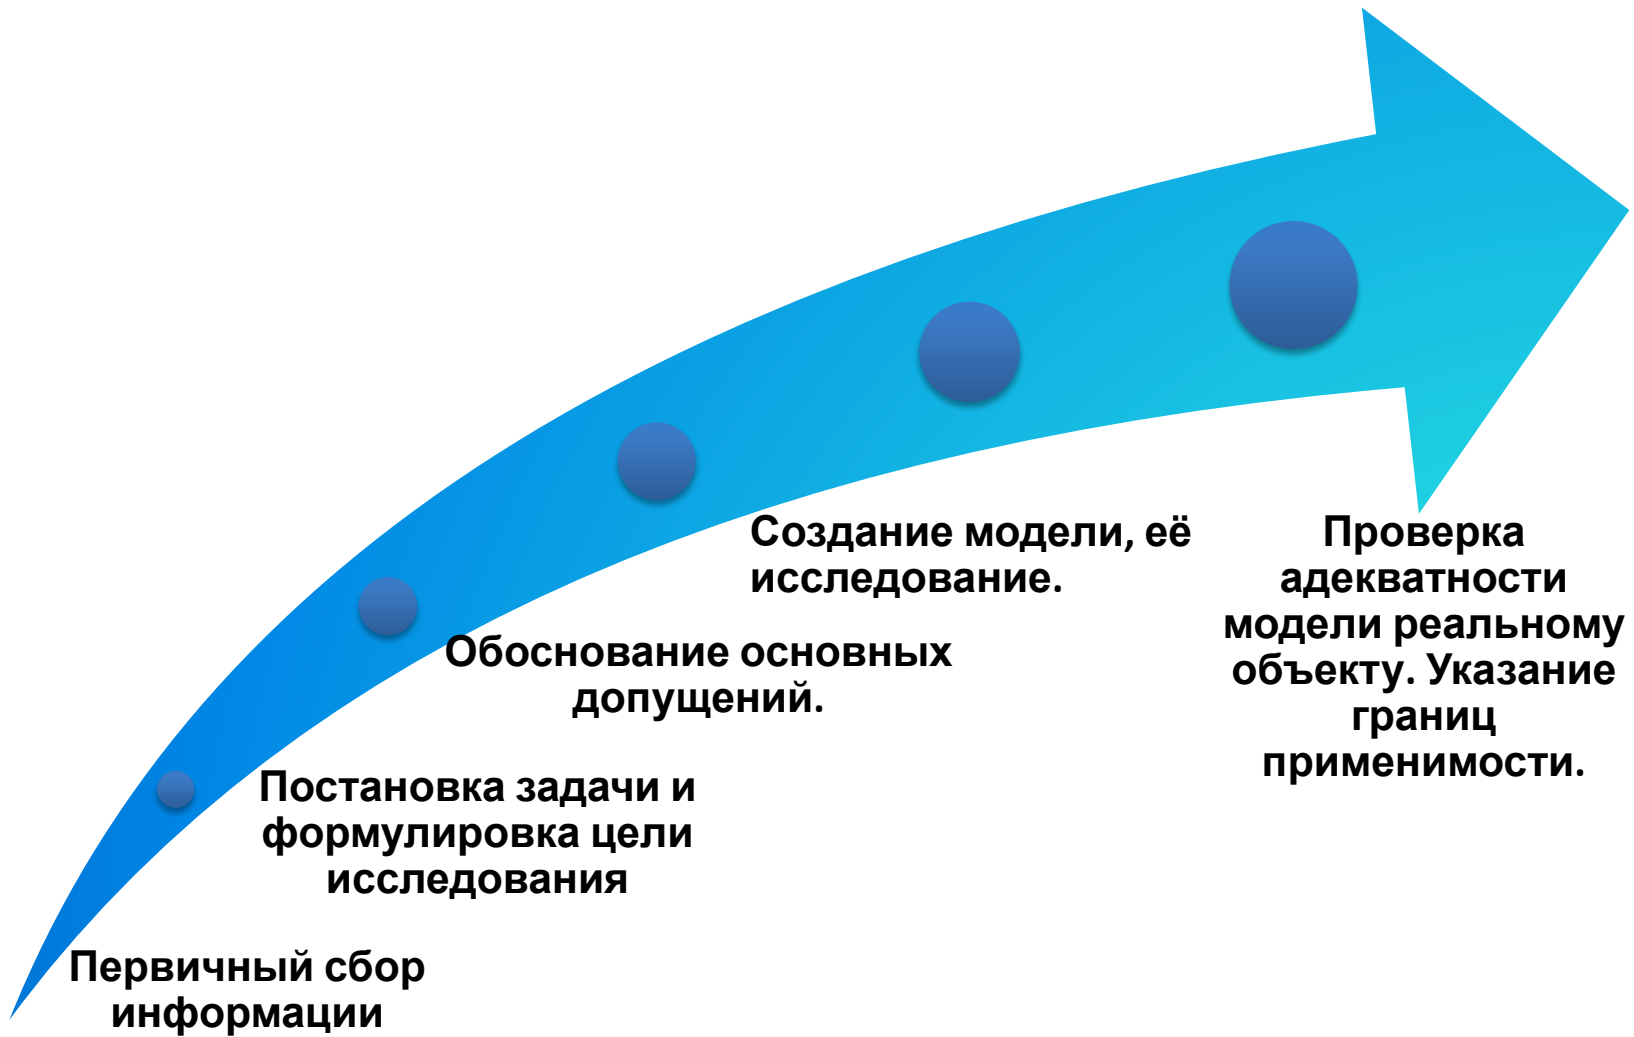 Первичный сбор
информации
Постановка задачи и
формулировка цели
исследования
Обоснование основных
допущений.
Создание модели, её
исследование.
Проверка
адекватности
модели реальному
объекту. Указание
границ
применимости.